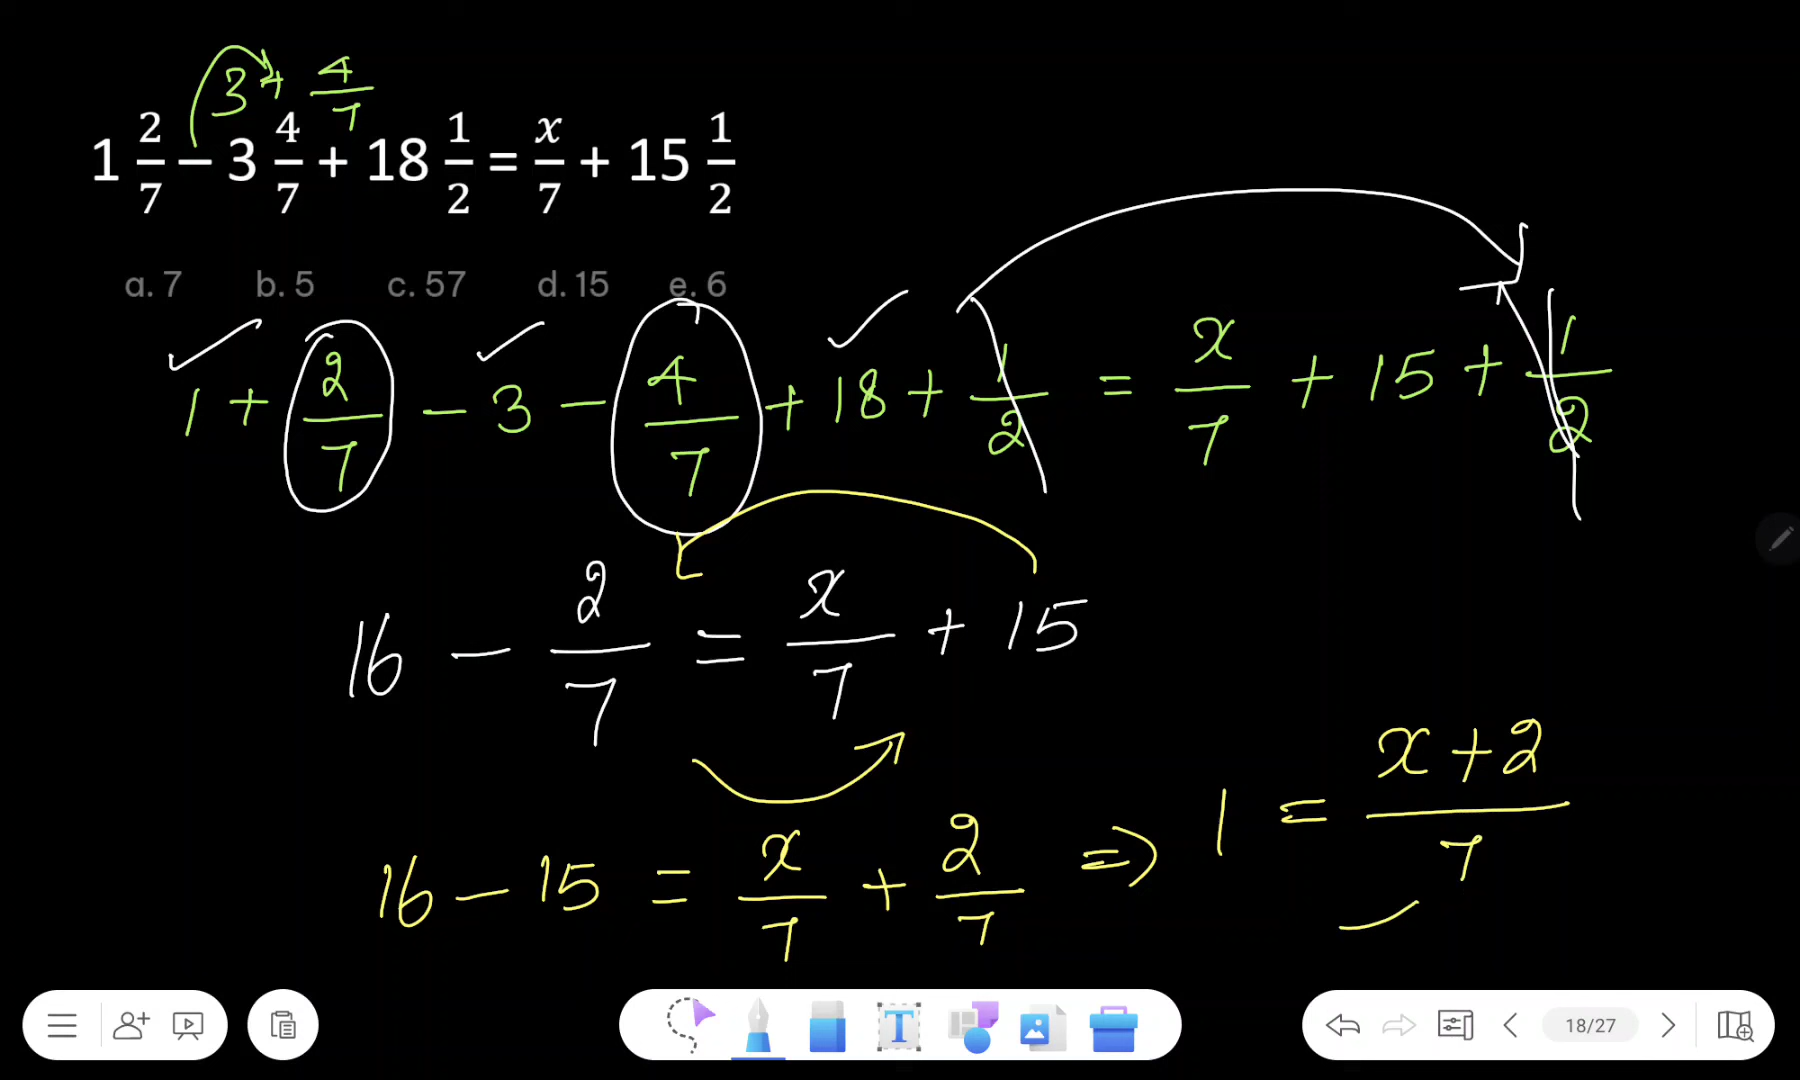 3 + 4/7
1 2/7 − 3 4/7 + 18 1/2 = x/7 + 15 1/2
a. 7 b. 5 c. 57 d. 15 e. 6
1 + 2/7 − 3 − 4/7 + 18 + 1/2 = x/7 + 15 + 1/2
16 − 2/7 = x/7 + 15
16 − 15 = x/7 + 2/7 ⇒ 1 = x+2/7
T
18/27